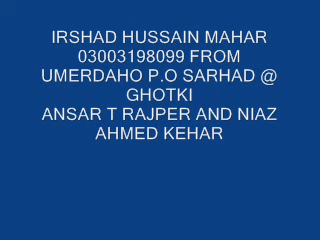 IRSHAD HUSSAIN MAHAR
03003198099 FROM
UMERDAHO P.O SARHAD @
GHOTKI
ANSAR T RAJPER AND NIAZ
AHMED KEHAR